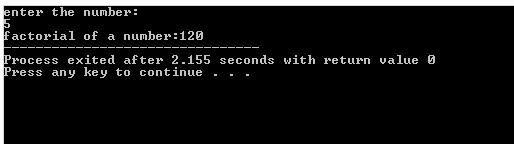 enter the number:
5
factorial of a number:120
--------------------------------
Process exited after 2.155 seconds with return value 0
Press any key to continue . . .